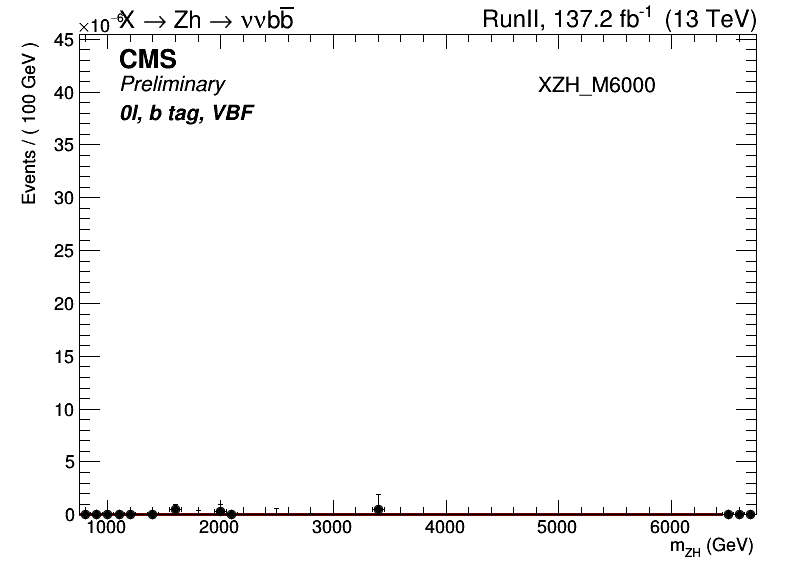 ×10⁻⁶ X → Zh → ννbb̅ RunII, 137.2 fb⁻¹ (13 TeV)
CMS
Preliminary
0l, b tag, VBF
XZH_M6000
Events / ( 100 GeV )
45
40
35
30
25
20
15
10
5
0
1000 2000 3000 4000 5000 6000
m_ZH (GeV)